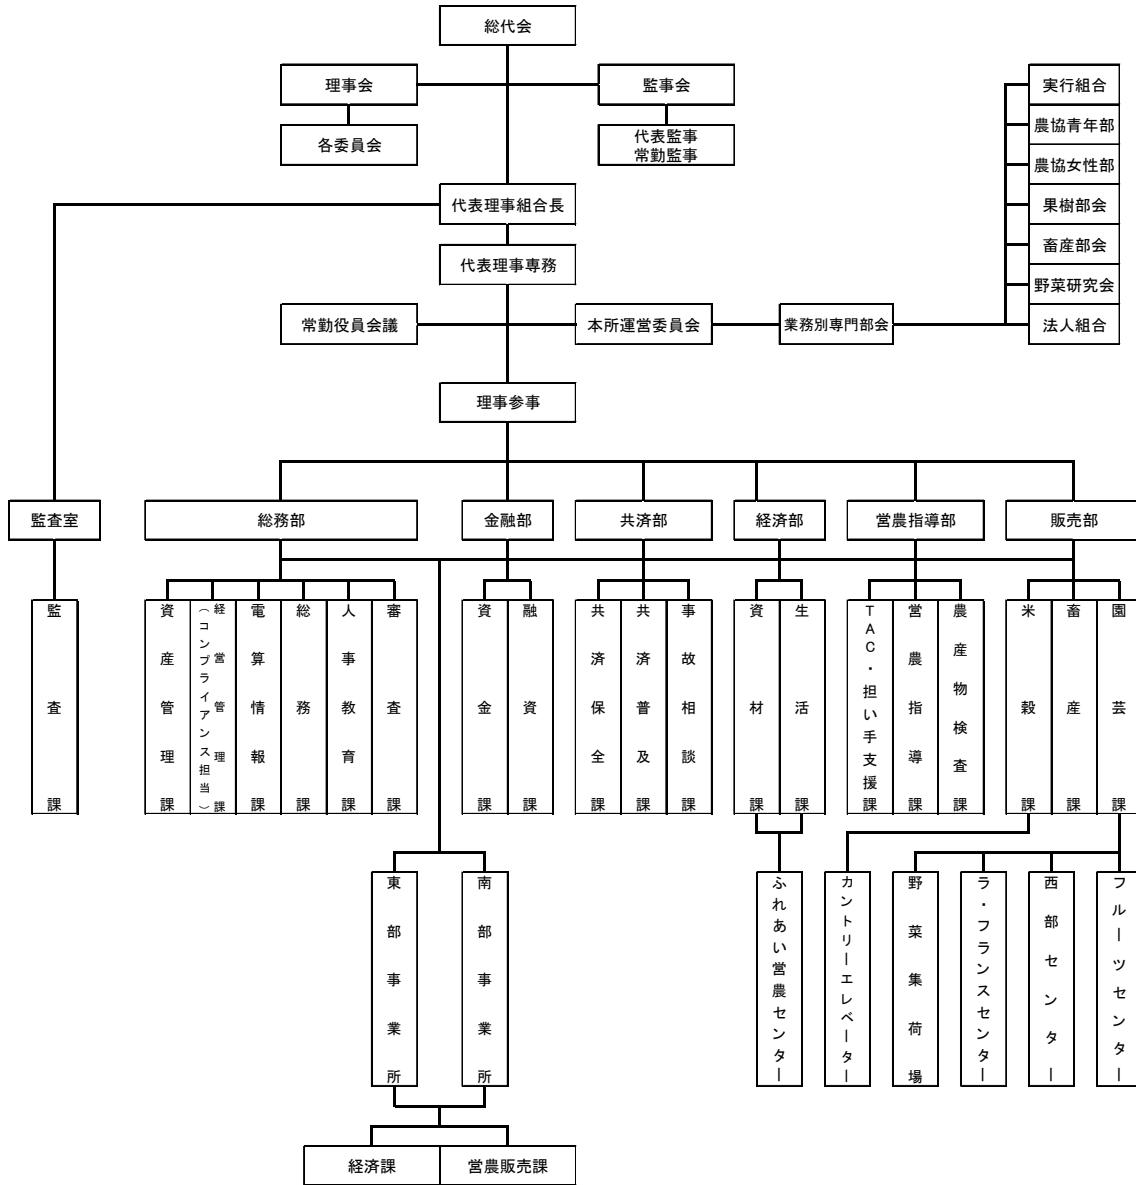 総代会
理事会
監事会
実行組合
農協青年部
各委員会
代表監事
常勤監事
農協女性部
代表理事組合長
果樹部会
畜産部会
代表理事専務
野菜研究会
常勤役員会議
本所運営委員会
業務別専門部会
法人組合
理事参事
監査室
総務部
金融部
共済部
経済部
営農指導部
販売部
監査課
資産管理課
経営管理課
（コンプライアンス担当）
電算情報課
総務課
人事教育課
審査課
資金課
融資課
共済保全課
共済普及課
事故相談課
資材課
生活課
TAC・担い手支援課
営農指導課
農産物検査課
米穀課
畜産課
園芸課
東部事業所
南部事業所
ふれあい営農センター
カントリーエレベーター
野菜集荷場
ラ・フランスセンター
西部センター
フルーツセンター
経済課
営農販売課